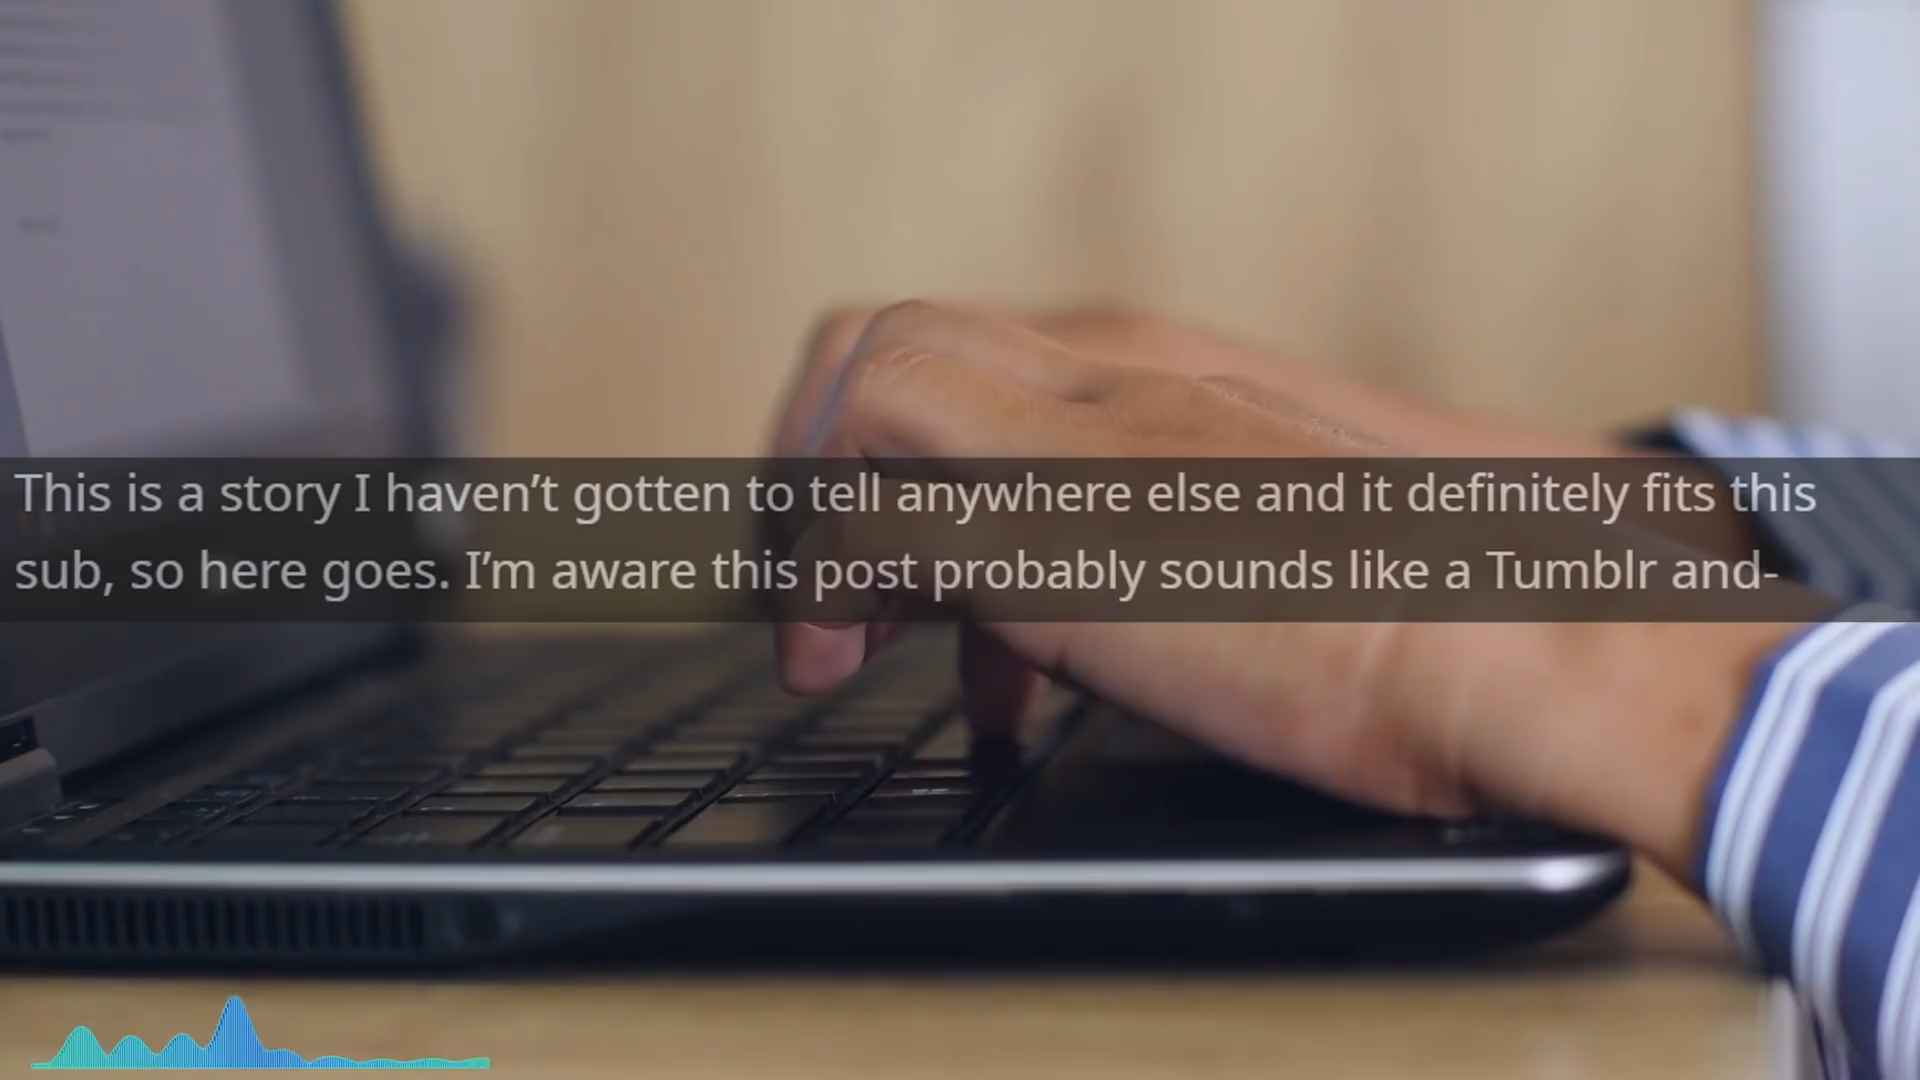 This is a story I haven’t gotten to tell anywhere else and it definitely fits this
sub, so here goes. I’m aware this post probably sounds like a Tumblr and-